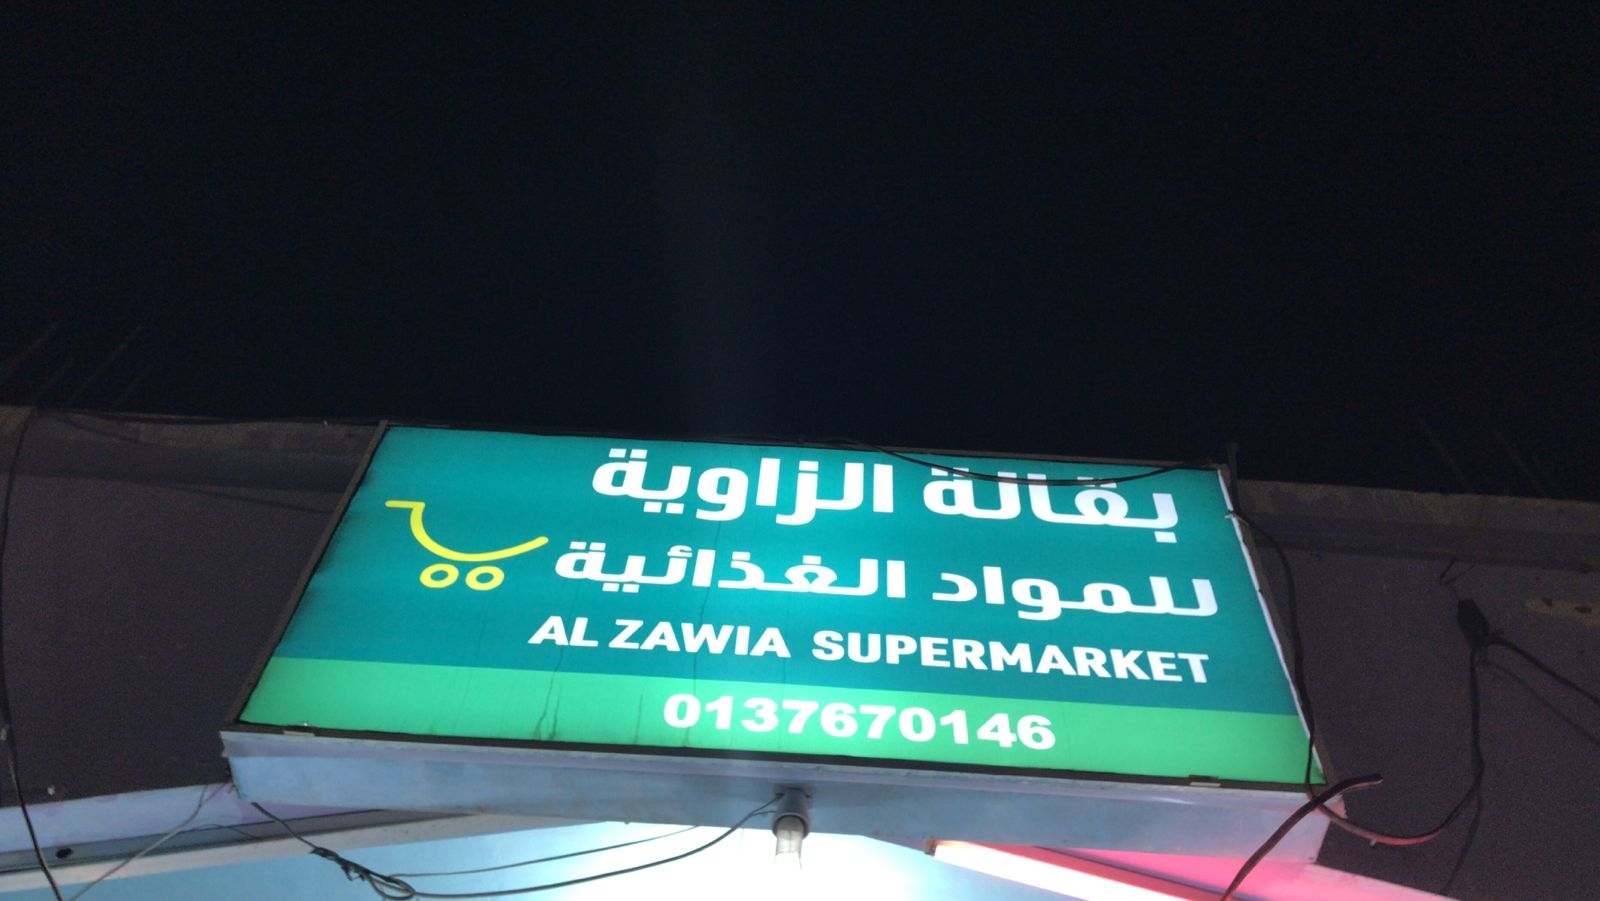 بقالة الزاوية
للمواد الغذائية
AL ZAWIA SUPERMARKET
0137670146